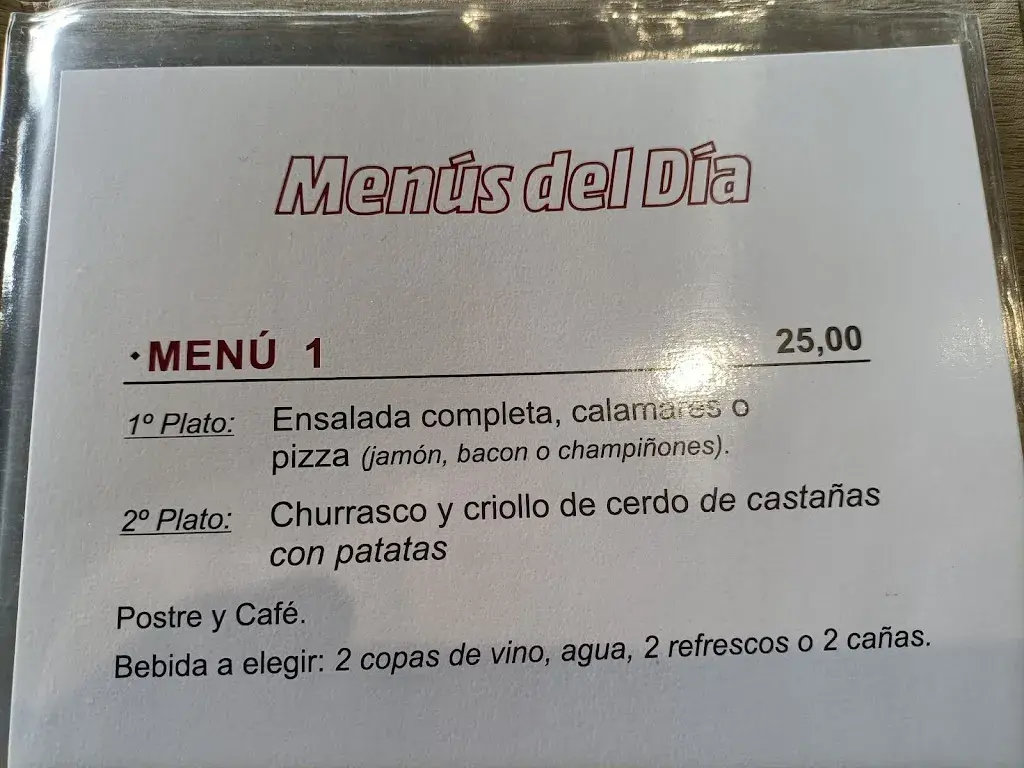 Menús del Día
·MENÚ 1 25,00
1º Plato: Ensalada completa, calamares o
pizza (jamón, bacon o champiñones).
2º Plato: Churrasco y criollo de cerdo de castañas
con patatas
Postre y Café.
Bebida a elegir: 2 copas de vino, agua, 2 refrescos o 2 cañas.